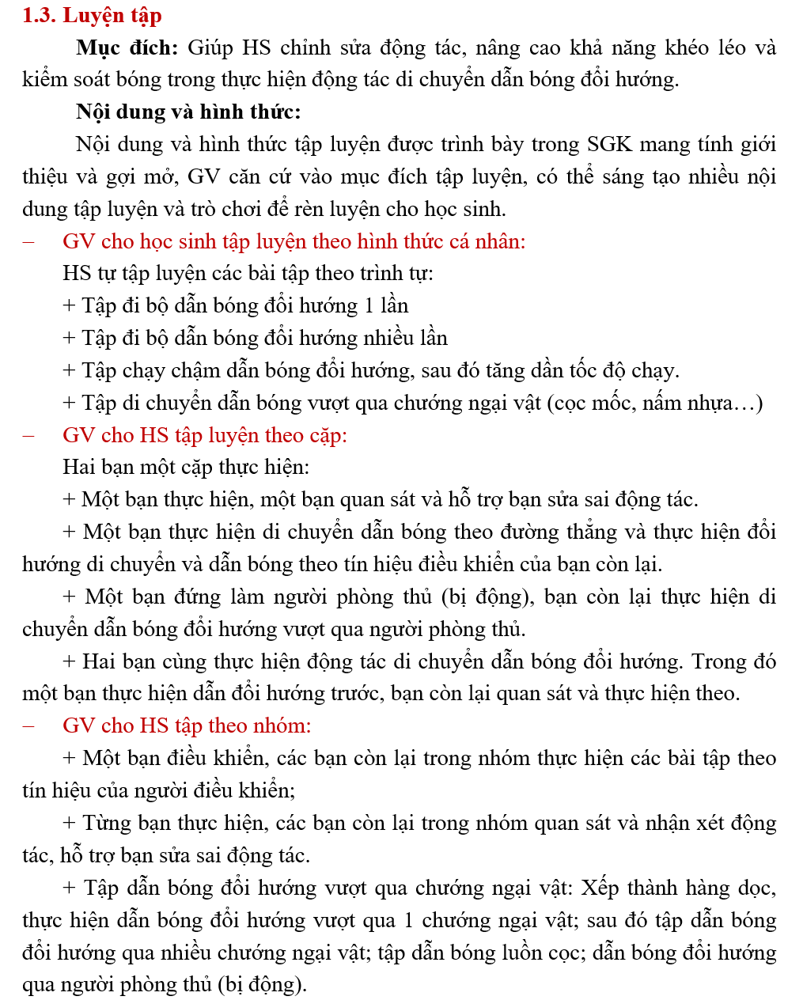 1.3. Luyện tập
Mục đích: Giúp HS chỉnh sửa động tác, nâng cao khả năng khéo léo và
kiểm soát bóng trong thực hiện động tác di chuyển dẫn bóng đổi hướng.
Nội dung và hình thức:
Nội dung và hình thức tập luyện được trình bày trong SGK mang tính giới
thiệu và gợi mở, GV căn cứ vào mục đích tập luyện, có thể sáng tạo nhiều nội
dung tập luyện và trò chơi để rèn luyện cho học sinh.
– GV cho học sinh tập luyện theo hình thức cá nhân:
HS tự tập luyện các bài tập theo trình tự:
+ Tập đi bộ dẫn bóng đổi hướng 1 lần
+ Tập đi bộ dẫn bóng đổi hướng nhiều lần
+ Tập chạy chậm dẫn bóng đổi hướng, sau đó tăng dần tốc độ chạy.
+ Tập di chuyển dẫn bóng vượt qua chướng ngại vật (cọc mốc, nấm nhựa…)
– GV cho HS tập luyện theo cặp:
Hai bạn một cặp thực hiện:
+ Một bạn thực hiện, một bạn quan sát và hỗ trợ bạn sửa sai động tác.
+ Một bạn thực hiện di chuyển dẫn bóng theo đường thẳng và thực hiện đổi
hướng di chuyển và dẫn bóng theo tín hiệu điều khiển của bạn còn lại.
+ Một bạn đứng làm người phòng thủ (bị động), bạn còn lại thực hiện di
chuyển dẫn bóng đổi hướng vượt qua người phòng thủ.
+ Hai bạn cùng thực hiện động tác di chuyển dẫn bóng đổi hướng. Trong đó
một bạn thực hiện dẫn đổi hướng trước, bạn còn lại quan sát và thực hiện theo.
– GV cho HS tập theo nhóm:
+ Một bạn điều khiển, các bạn còn lại trong nhóm thực hiện các bài tập theo
tín hiệu của người điều khiển;
+ Từng bạn thực hiện, các bạn còn lại trong nhóm quan sát và nhận xét động
tác, hỗ trợ bạn sửa sai động tác.
+ Tập dẫn bóng đổi hướng vượt qua chướng ngại vật: Xếp thành hàng dọc,
thực hiện dẫn bóng đổi hướng vượt qua 1 chướng ngại vật; sau đó tập dẫn bóng
đổi hướng qua nhiều chướng ngại vật; tập dẫn bóng luồn cọc; dẫn bóng đổi hướng
qua người phòng thủ (bị động).